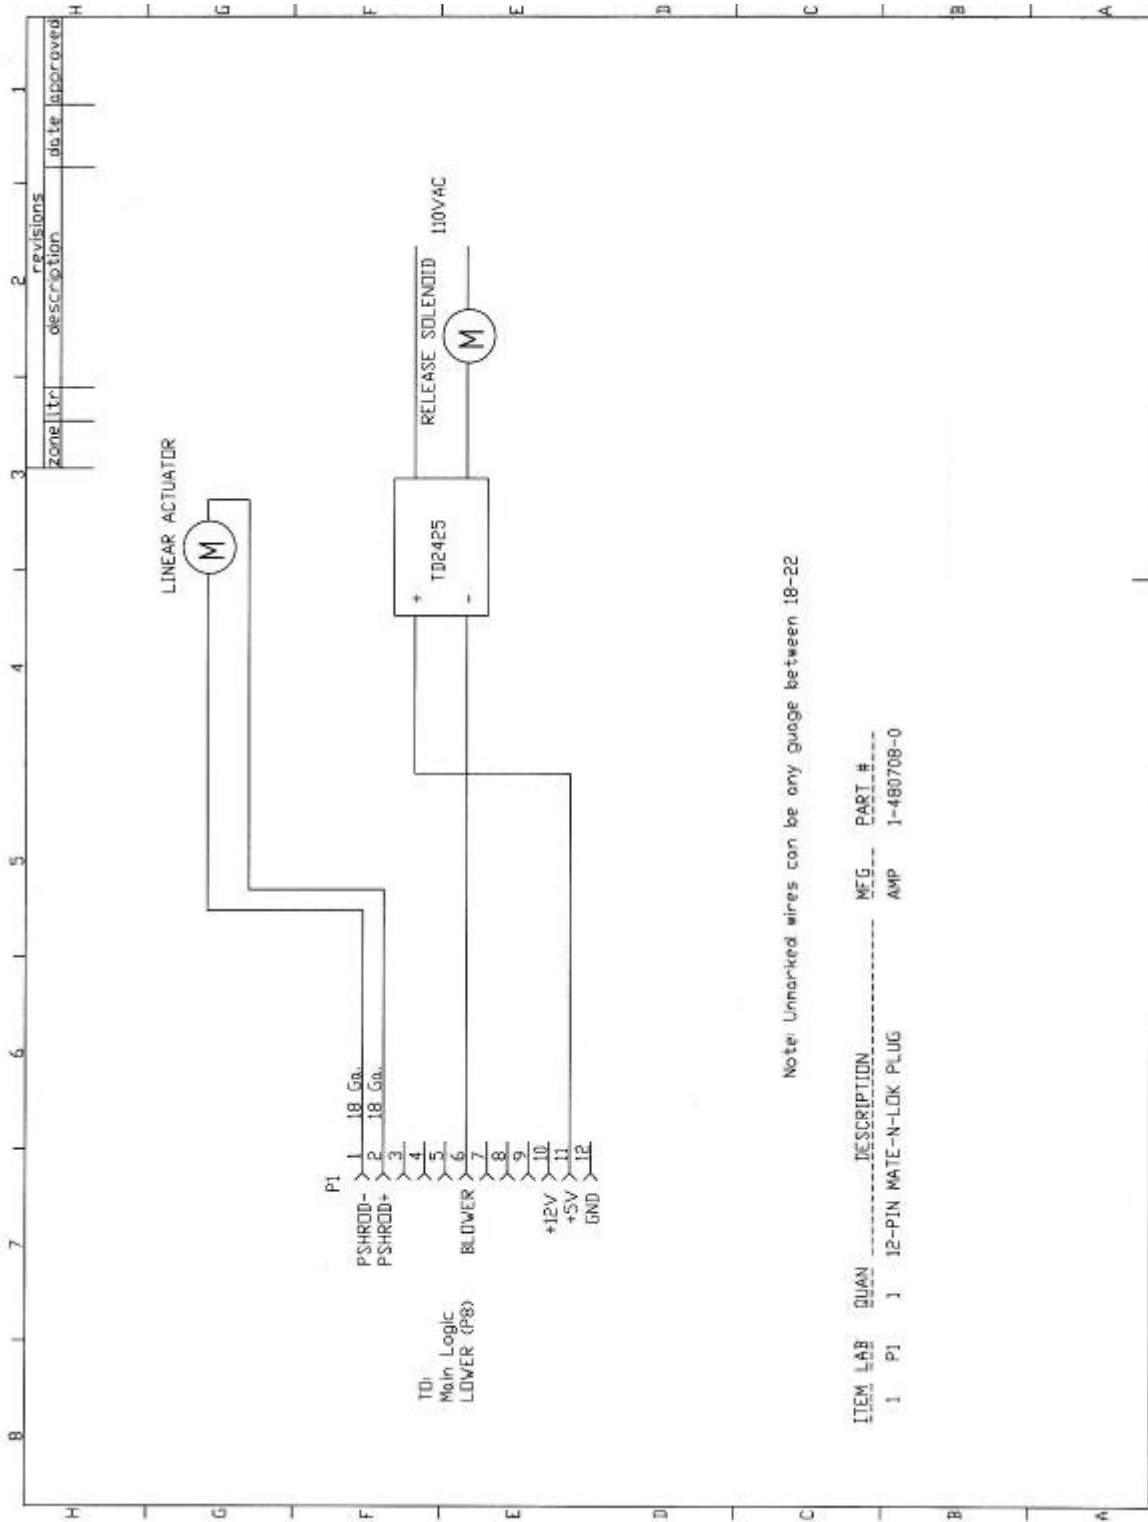 8 7 6 5 4 3 2 1
H
G
F
E
D
C
B
A
H
G
F
E
D
C
B
A
revisions
zone ltr description date approved
LINEAR ACTUATOR
M
P1
PSHROD- 1 18 Ga.
PSHROD+ 2 18 Ga.
3
4
5
BLOWER 6
7
8
9
+12V 10
+5V 11
GND 12
TO:
Main Logic
LOWER (P8)
+
TD2425
-
RELEASE SOLENOID
110VAC
M
Note: Unmarked wires can be any guage between 18-22
ITEM LAB QUAN DESCRIPTION MFG PART #
1 P1 1 12-PIN MATE-N-LOK PLUG AMP 1-480708-0